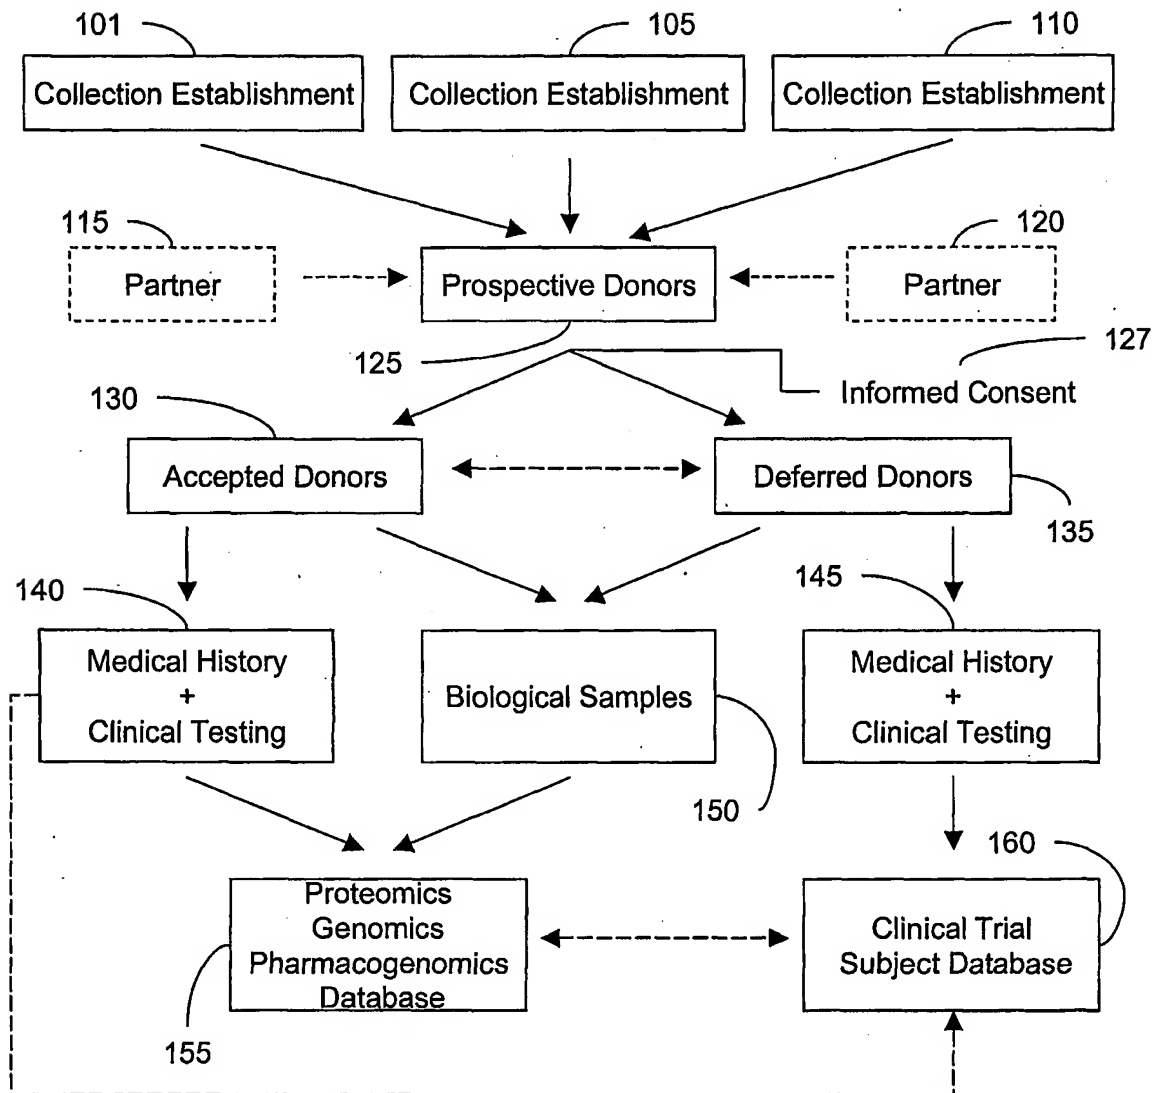 101
105
110
Collection Establishment
Collection Establishment
Collection Establishment
115
120
Partner
Prospective Donors
Partner
125
127
Informed Consent
130
Accepted Donors
Deferred Donors
135
140
145
Medical History
+
Clinical Testing
Biological Samples
Medical History
+
Clinical Testing
150
160
Proteomics
Genomics
Pharmacogenomics
Database
Clinical Trial
Subject Database
155